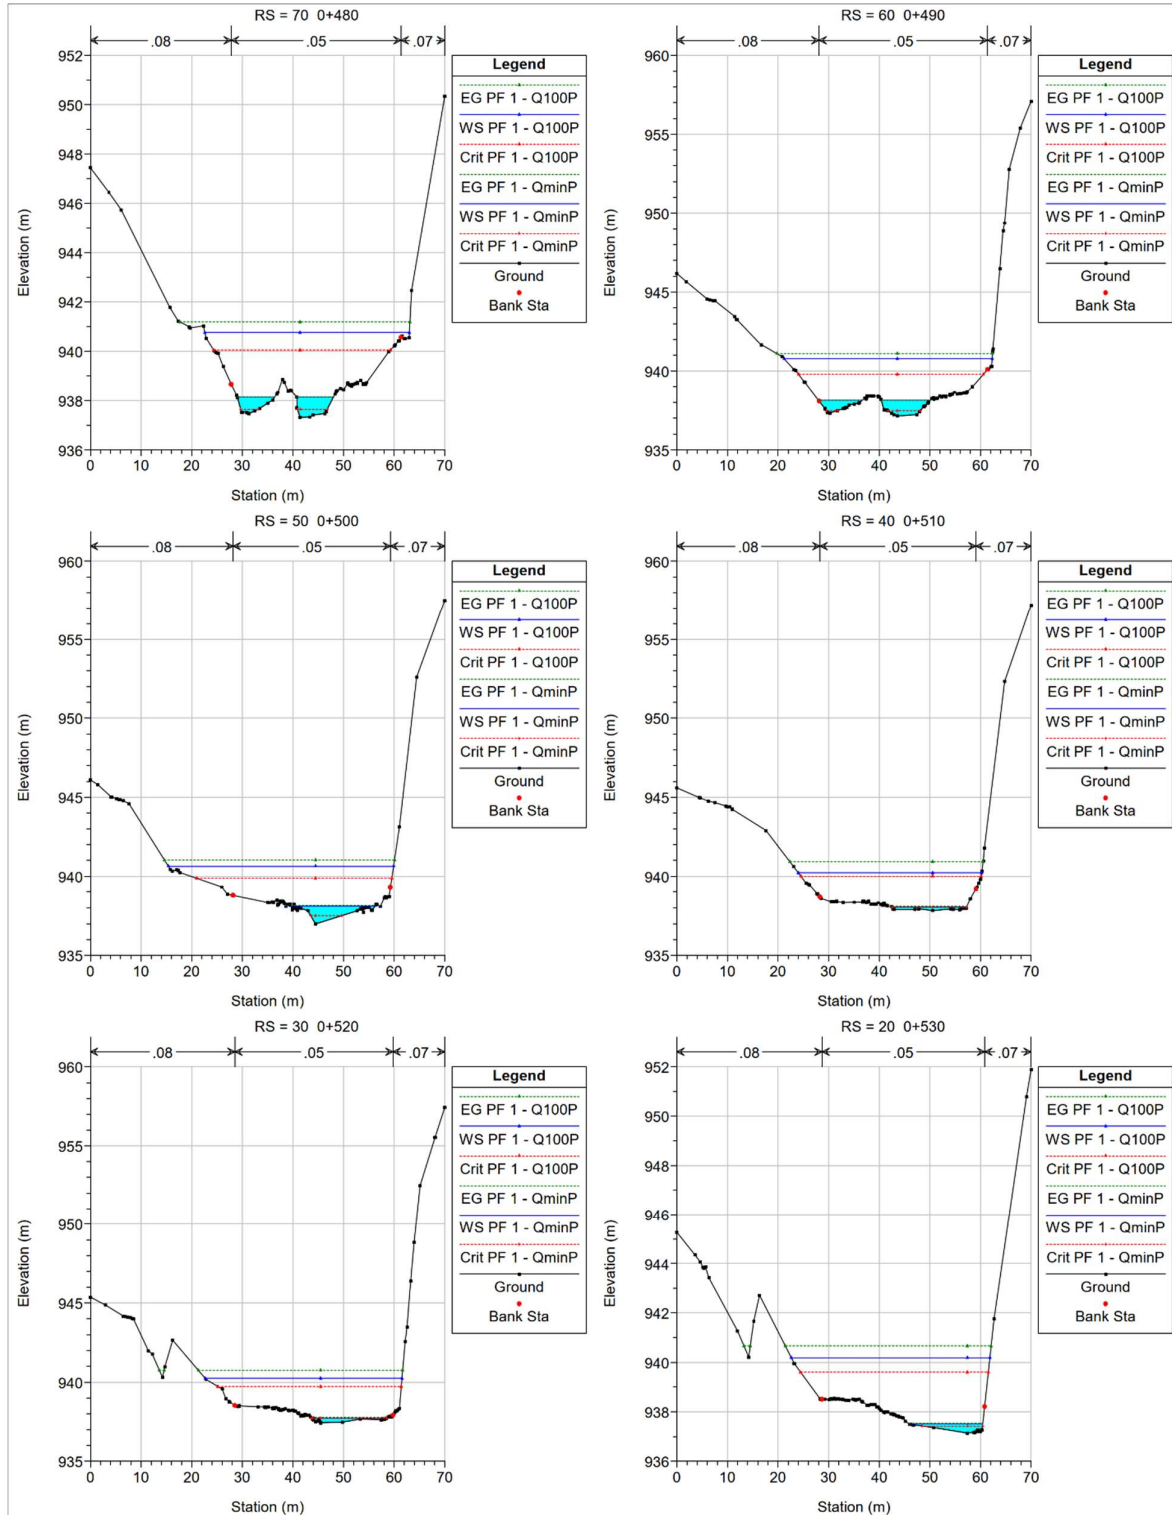 RS = 70 0+480
.08 .05 .07
952
950
948
946
944
942
940
938
936
0 10 20 30 40 50 60 70
Elevation (m)
Station (m)
Legend
EG PF 1 - Q100P
WS PF 1 - Q100P
Crit PF 1 - Q100P
EG PF 1 - QminP
WS PF 1 - QminP
Crit PF 1 - QminP
Ground
Bank Sta
RS = 60 0+490
.08 .05 .07
960
955
950
945
940
935
0 10 20 30 40 50 60 70
Elevation (m)
Station (m)
Legend
EG PF 1 - Q100P
WS PF 1 - Q100P
Crit PF 1 - Q100P
EG PF 1 - QminP
WS PF 1 - QminP
Crit PF 1 - QminP
Ground
Bank Sta
RS = 50 0+500
.08 .05 .07
960
955
950
945
940
935
0 10 20 30 40 50 60 70
Elevation (m)
Station (m)
Legend
EG PF 1 - Q100P
WS PF 1 - Q100P
Crit PF 1 - Q100P
EG PF 1 - QminP
WS PF 1 - QminP
Crit PF 1 - QminP
Ground
Bank Sta
RS = 40 0+510
.08 .05 .07
960
955
950
945
940
935
0 10 20 30 40 50 60 70
Elevation (m)
Station (m)
Legend
EG PF 1 - Q100P
WS PF 1 - Q100P
Crit PF 1 - Q100P
EG PF 1 - QminP
WS PF 1 - QminP
Crit PF 1 - QminP
Ground
Bank Sta
RS = 30 0+520
.08 .05 .07
960
955
950
945
940
935
0 10 20 30 40 50 60 70
Elevation (m)
Station (m)
Legend
EG PF 1 - Q100P
WS PF 1 - Q100P
Crit PF 1 - Q100P
EG PF 1 - QminP
WS PF 1 - QminP
Crit PF 1 - QminP
Ground
Bank Sta
RS = 20 0+530
.08 .05 .07
952
950
948
946
944
942
940
938
936
0 10 20 30 40 50 60 70
Elevation (m)
Station (m)
Legend
EG PF 1 - Q100P
WS PF 1 - Q100P
Crit PF 1 - Q100P
EG PF 1 - QminP
WS PF 1 - QminP
Crit PF 1 - QminP
Ground
Bank Sta